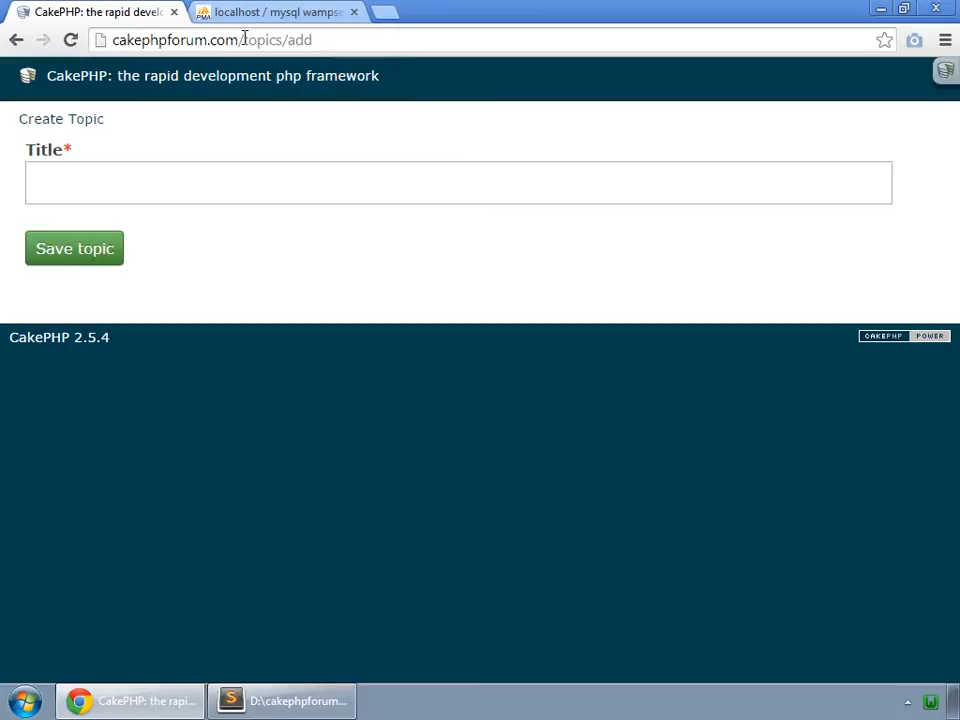 CakePHP: the rapid develo
localhost / mysql wampse
cakephpforum.com/topics/add
CakePHP: the rapid development php framework
Create Topic
Title*
Save topic
CakePHP 2.5.4
CAKEPHP POWER
CakePHP: the rapi...
D:\cakephpforum...